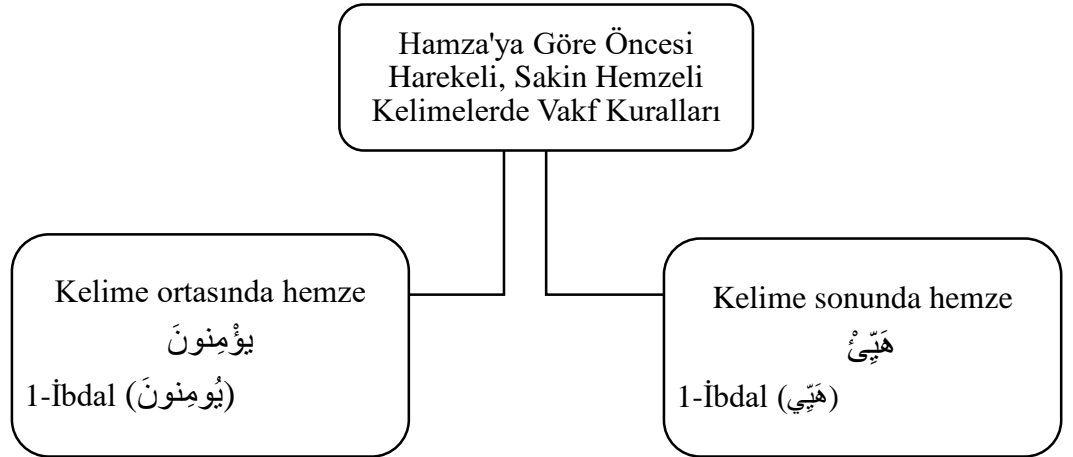 Hamza'ya Göre Öncesi
Harekeli, Sakin Hemzeli
Kelimelerde Vakf Kuralları
Kelime ortasında hemze
يؤْمِنونَ
1-İbdal (يُومِنونَ)
Kelime sonunda hemze
هَيِّئْ
1-İbdal (هَيِّي)